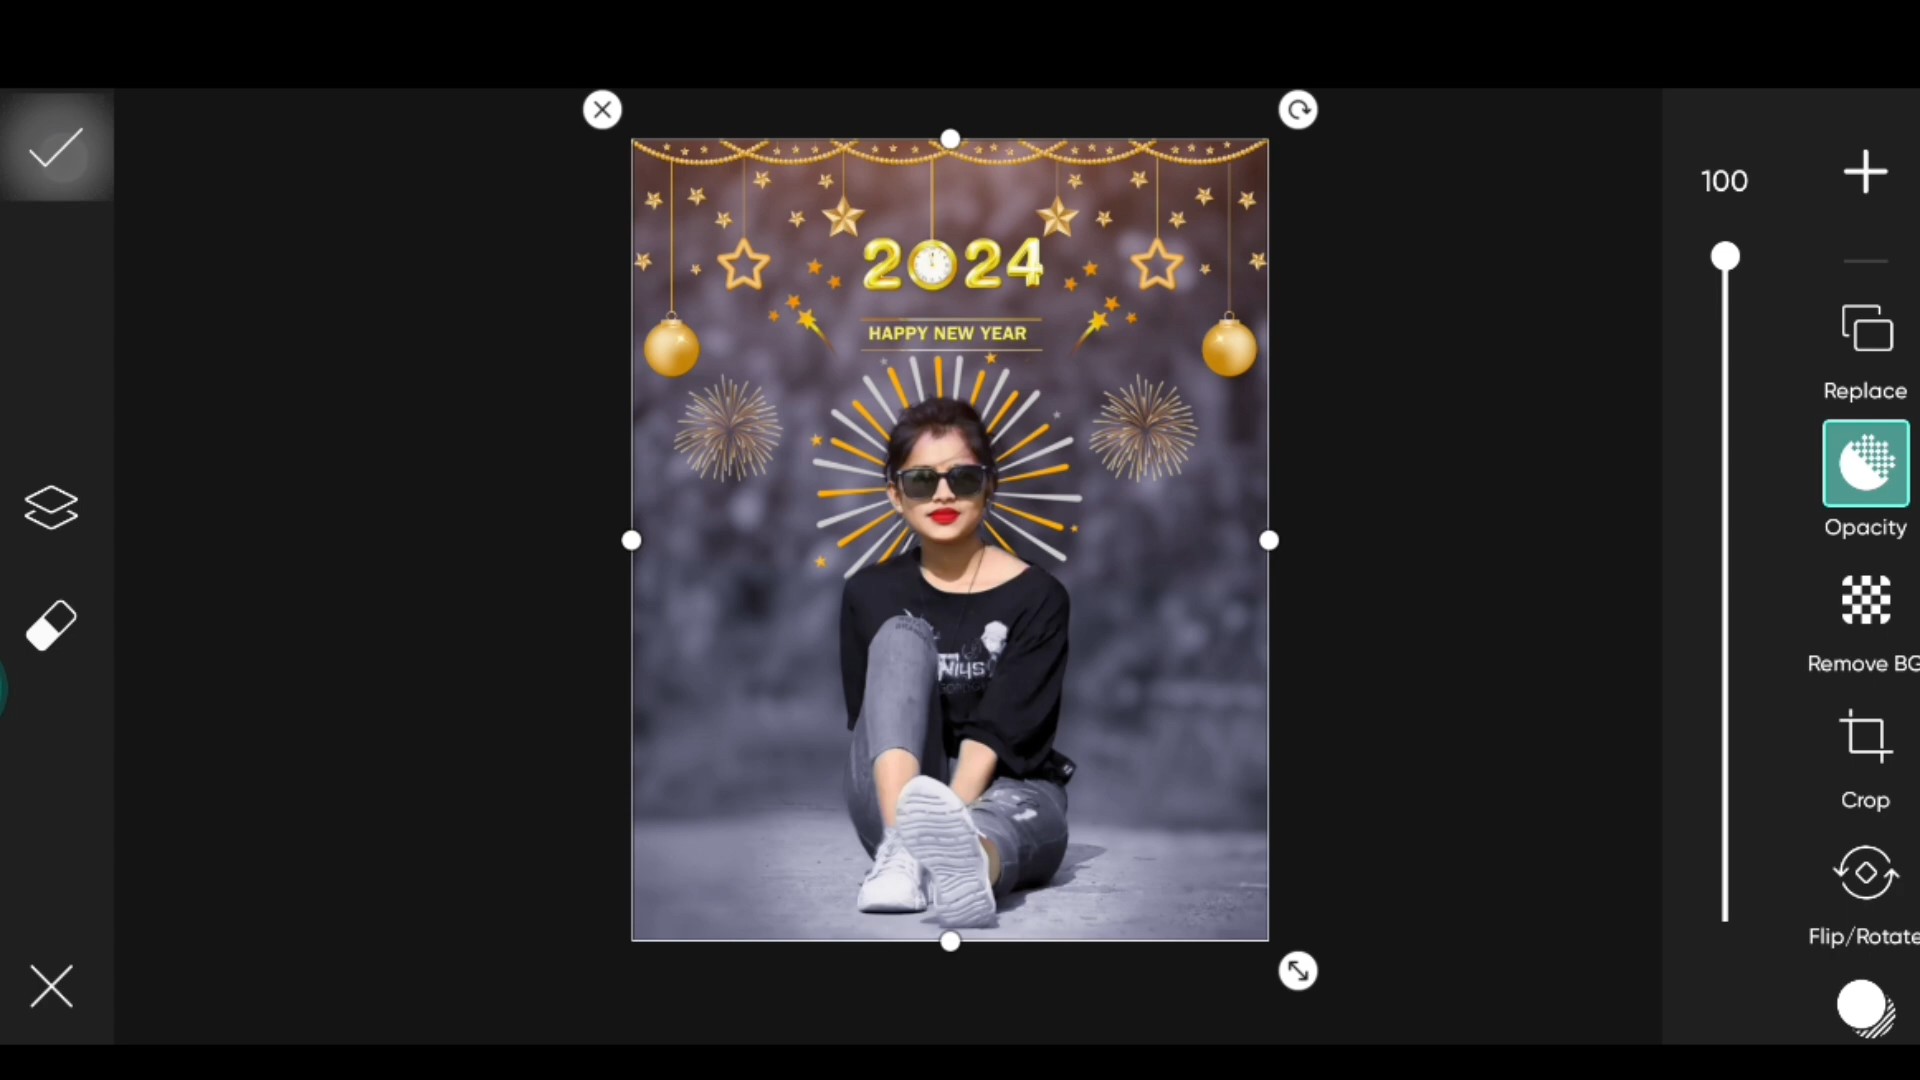 100
2024
HAPPY NEW YEAR
Replace
Opacity
Remove BG
Crop
Flip/Rotate